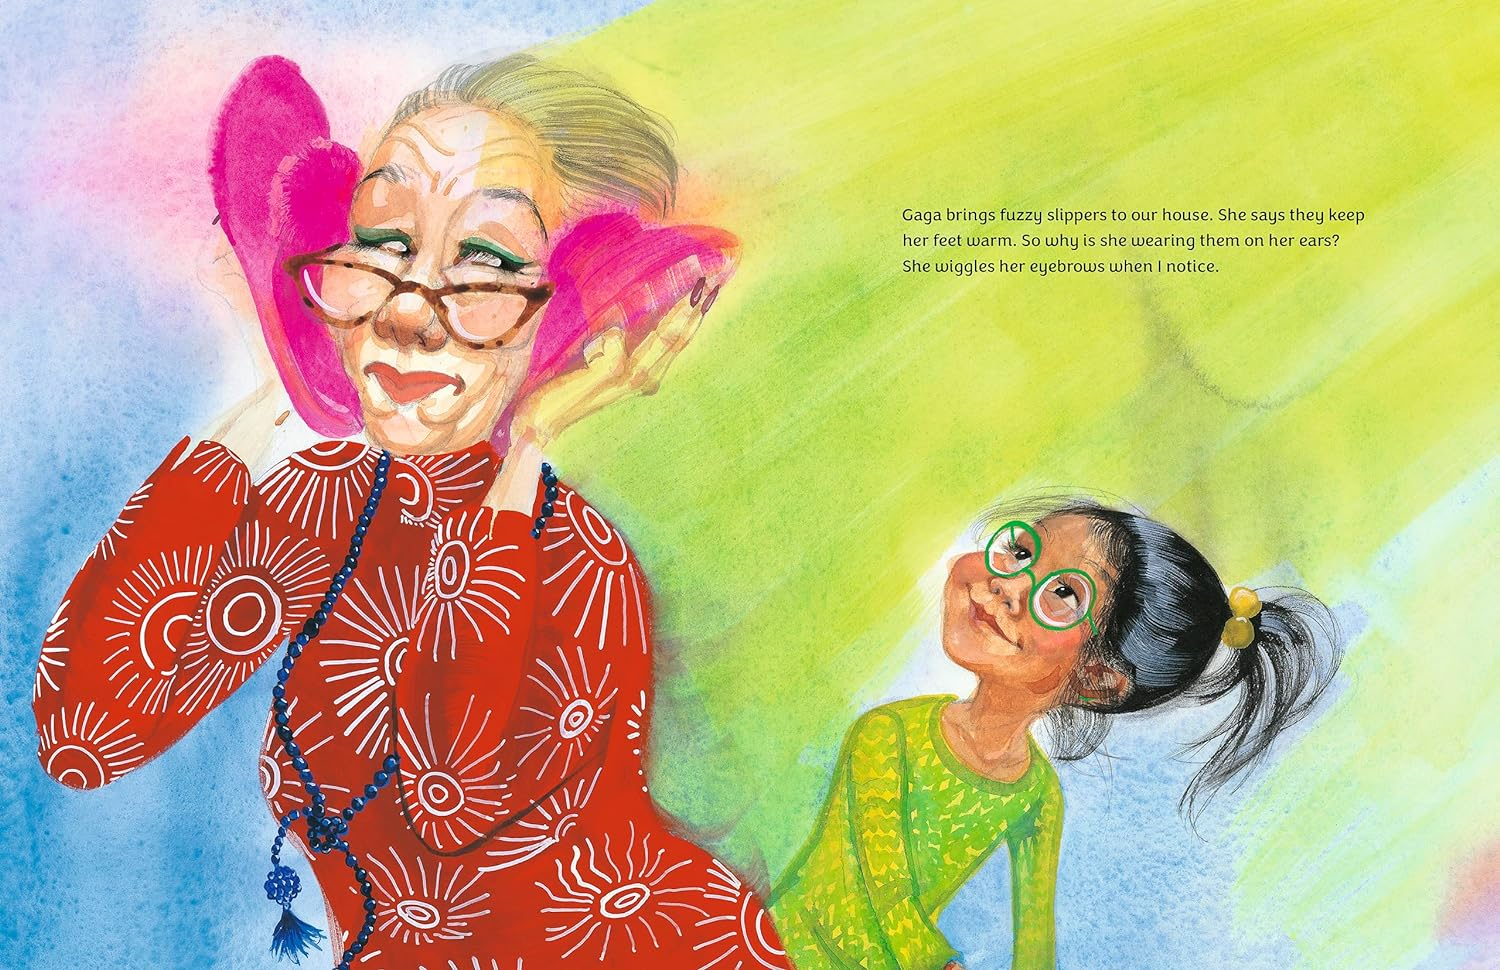 Gaga brings fuzzy slippers to our house. She says they keep
her feet warm. So why is she wearing them on her ears?
She wiggles her eyebrows when I notice.